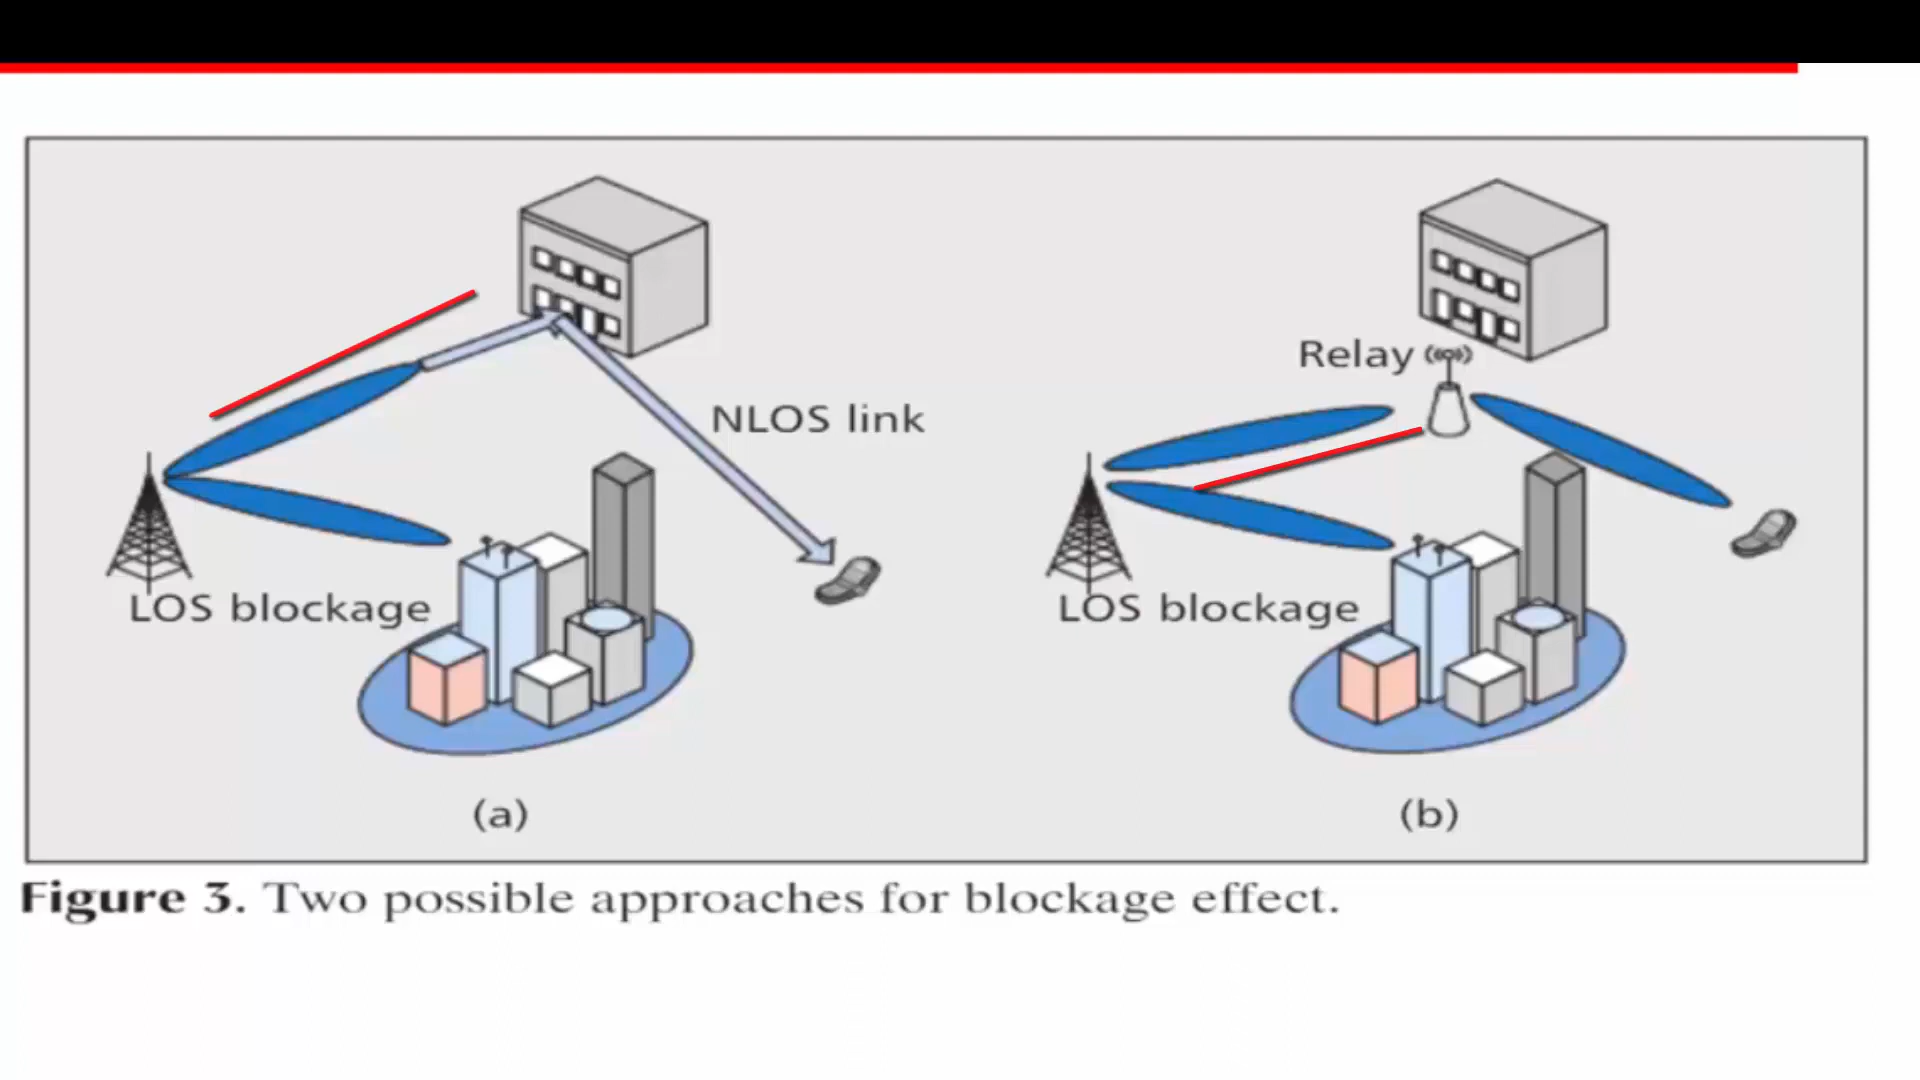 Relay
NLOS link
LOS blockage
LOS blockage
(a)
(b)
Figure 3. Two possible approaches for blockage effect.